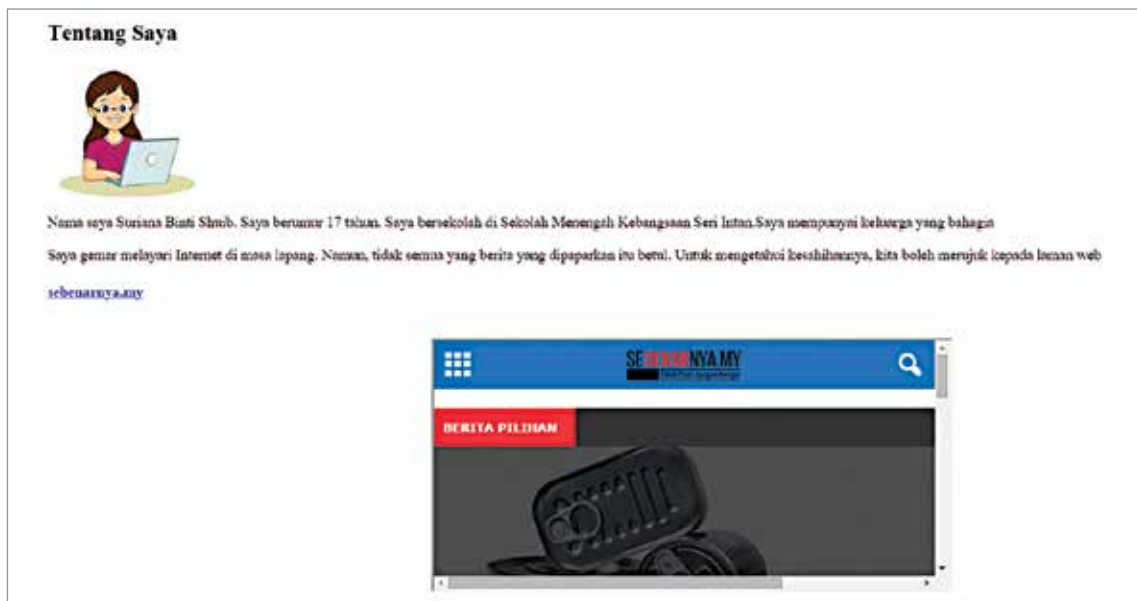 Tentang Saya
Nama saya Suriana Binti Shuib. Saya berumur 17 tahun. Saya bersekolah di Sekolah Menengah Kebangsaan Seri Intan.Saya mempunyai keluarga yang bahagia
Saya gemar melayari Internet di masa lapang. Namun, tidak semua yang berita yang dipaparkan itu betul. Untuk mengetahui kesahihannya, kita boleh merujuk kepada laman web
sebenarnya.my
SEBENARNYA.MY
BERITA PILIHAN